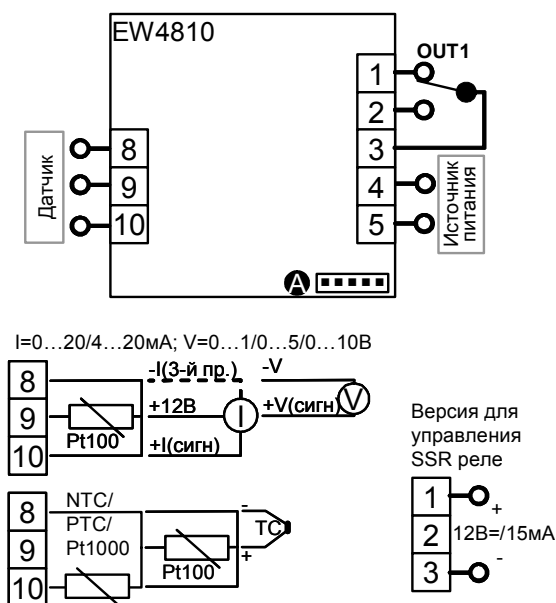 EW4810
OUT1
1
2
3
4
5
8
9
10
Датчик
Источник
питания
A
I=0...20/4...20мА; V=0...1/0...5/0...10В
8
9
10
Pt100
-I(3-й пр.)
+12В
+I(сигн)
I
-V
+V(сигн)
V
8
9
10
NTC/
PTC/
Pt1000
Pt100
-
TC
+
Версия для
управления
SSR реле
1
2
3
+
12В=/15мА
-